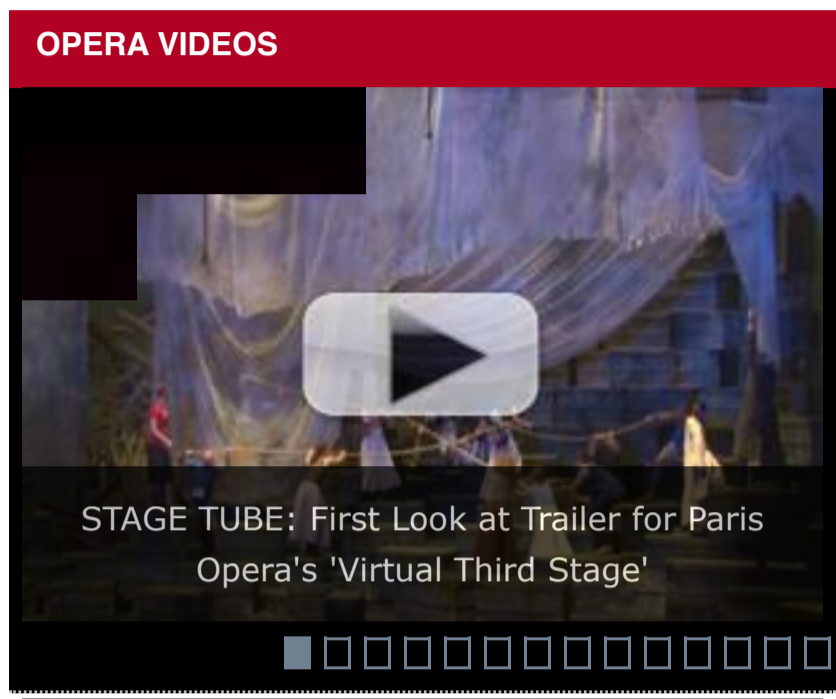 OPERA VIDEOS
STAGE TUBE: First Look at Trailer for Paris
Opera's 'Virtual Third Stage'